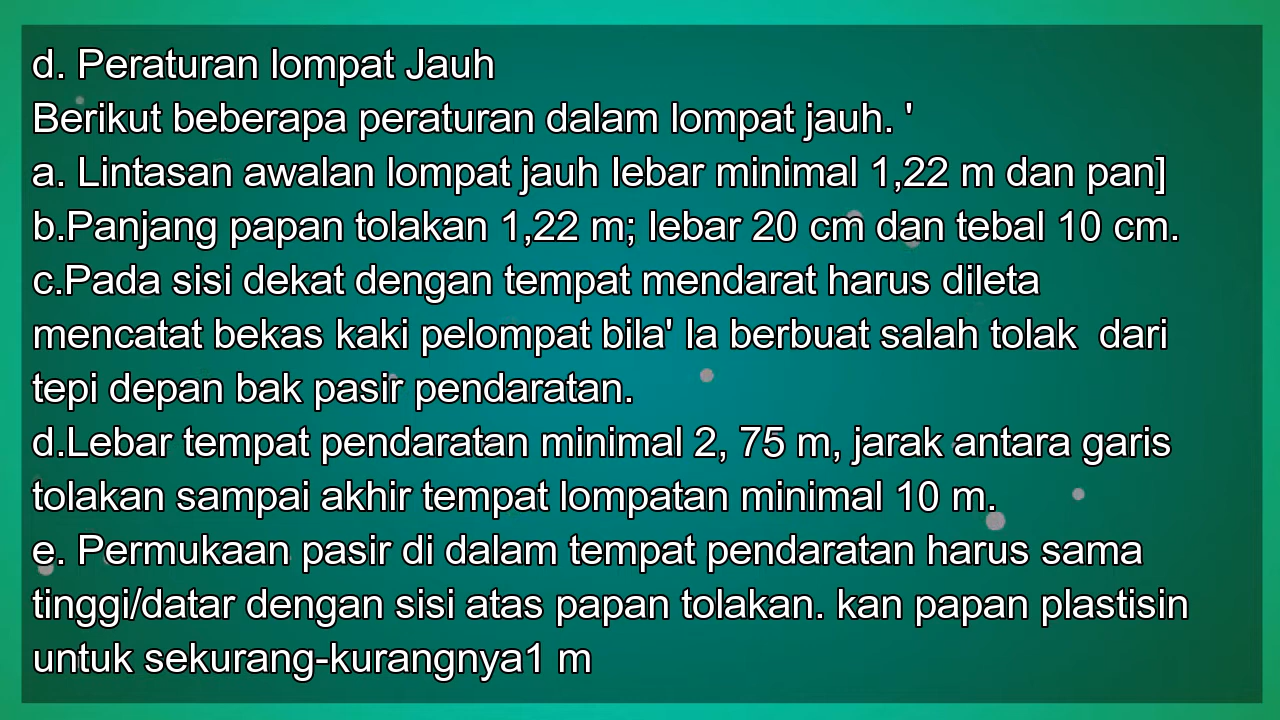 d. Peraturan lompat Jauh
Berikut beberapa peraturan dalam lompat jauh. '
a. Lintasan awalan lompat jauh lebar minimal 1,22 m dan pan]
b.Panjang papan tolakan 1,22 m; lebar 20 cm dan tebal 10 cm.
c.Pada sisi dekat dengan tempat mendarat harus dileta
mencatat bekas kaki pelompat bila' la berbuat salah tolak  dari
tepi depan bak pasir pendaratan.
d.Lebar tempat pendaratan minimal 2, 75 m, jarak antara garis
tolakan sampai akhir tempat lompatan minimal 10 m.
e. Permukaan pasir di dalam tempat pendaratan harus sama
tinggi/datar dengan sisi atas papan tolakan. kan papan plastisin
untuk sekurang-kurangnya1 m